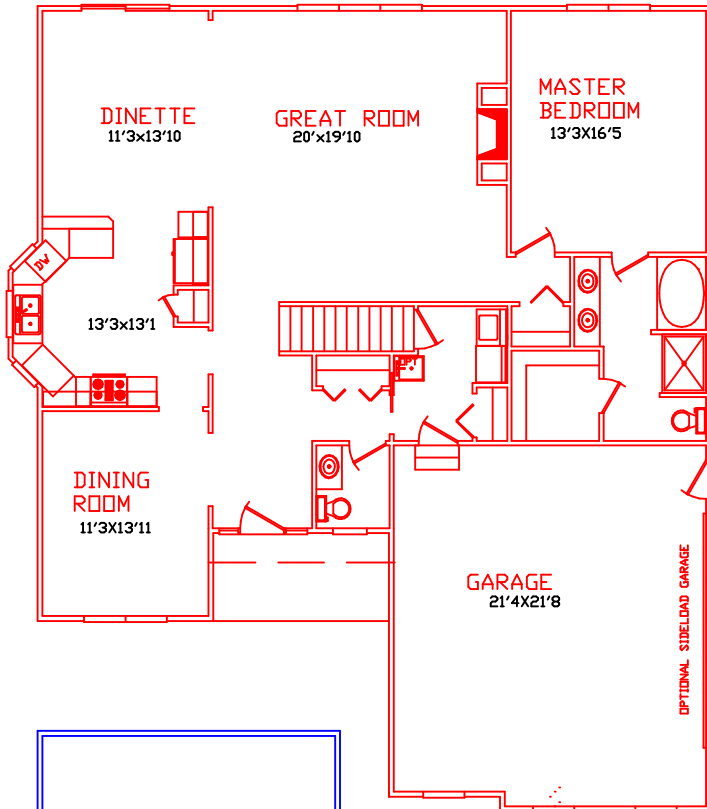 MASTER
BEDROOM
13'3X16'5
DINETTE
11'3x13'10
GREAT ROOM
20'x19'10
DW
13'3x13'1
OPT
DINING
ROOM
11'3X13'11
GARAGE
21'4X21'8
OPTIONAL SIDELOAD GARAGE